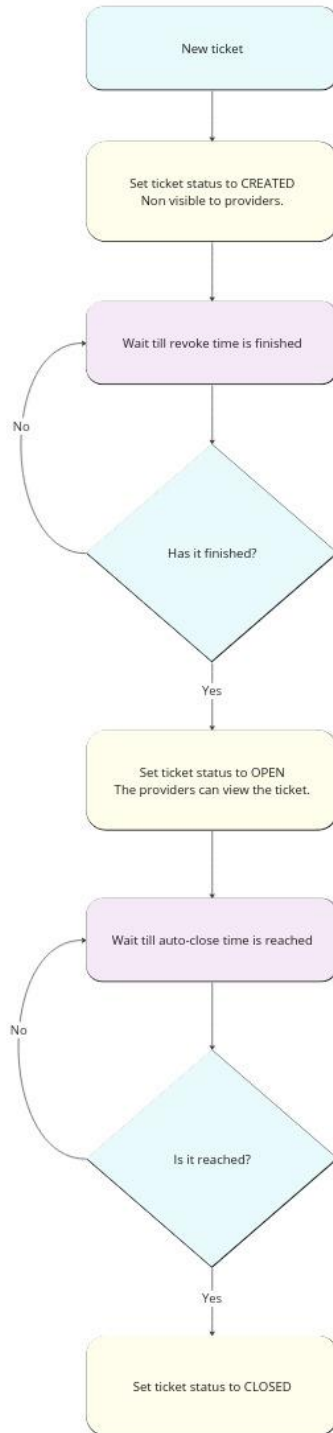 New ticket
Set ticket status to CREATED
Non visible to providers.
Wait till revoke time is finished
No
Has it finished?
Yes
Set ticket status to OPEN
The providers can view the ticket.
Wait till auto-close time is reached
No
Is it reached?
Yes
Set ticket status to CLOSED